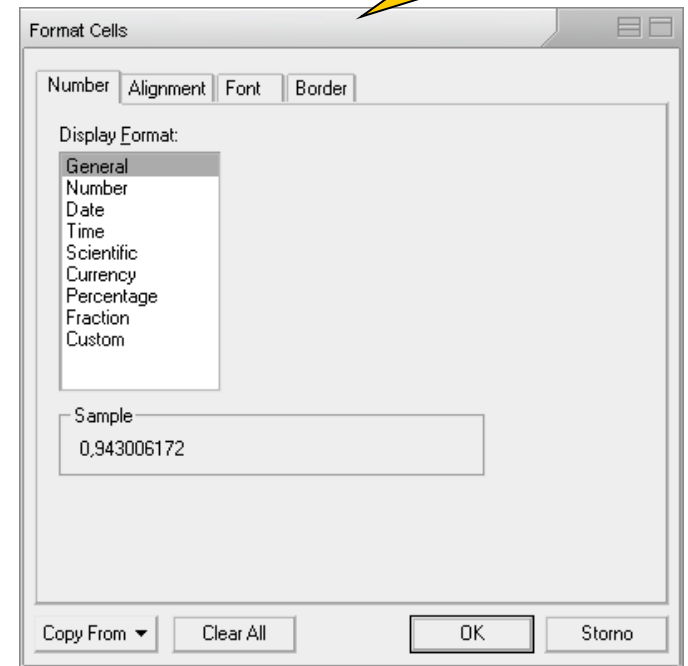 Format Cells
Number Alignment Font Border
Display Format:
General
Number
Date
Time
Scientific
Currency
Percentage
Fraction
Custom
Sample
0,943006172
Copy From Clear All OK Storno